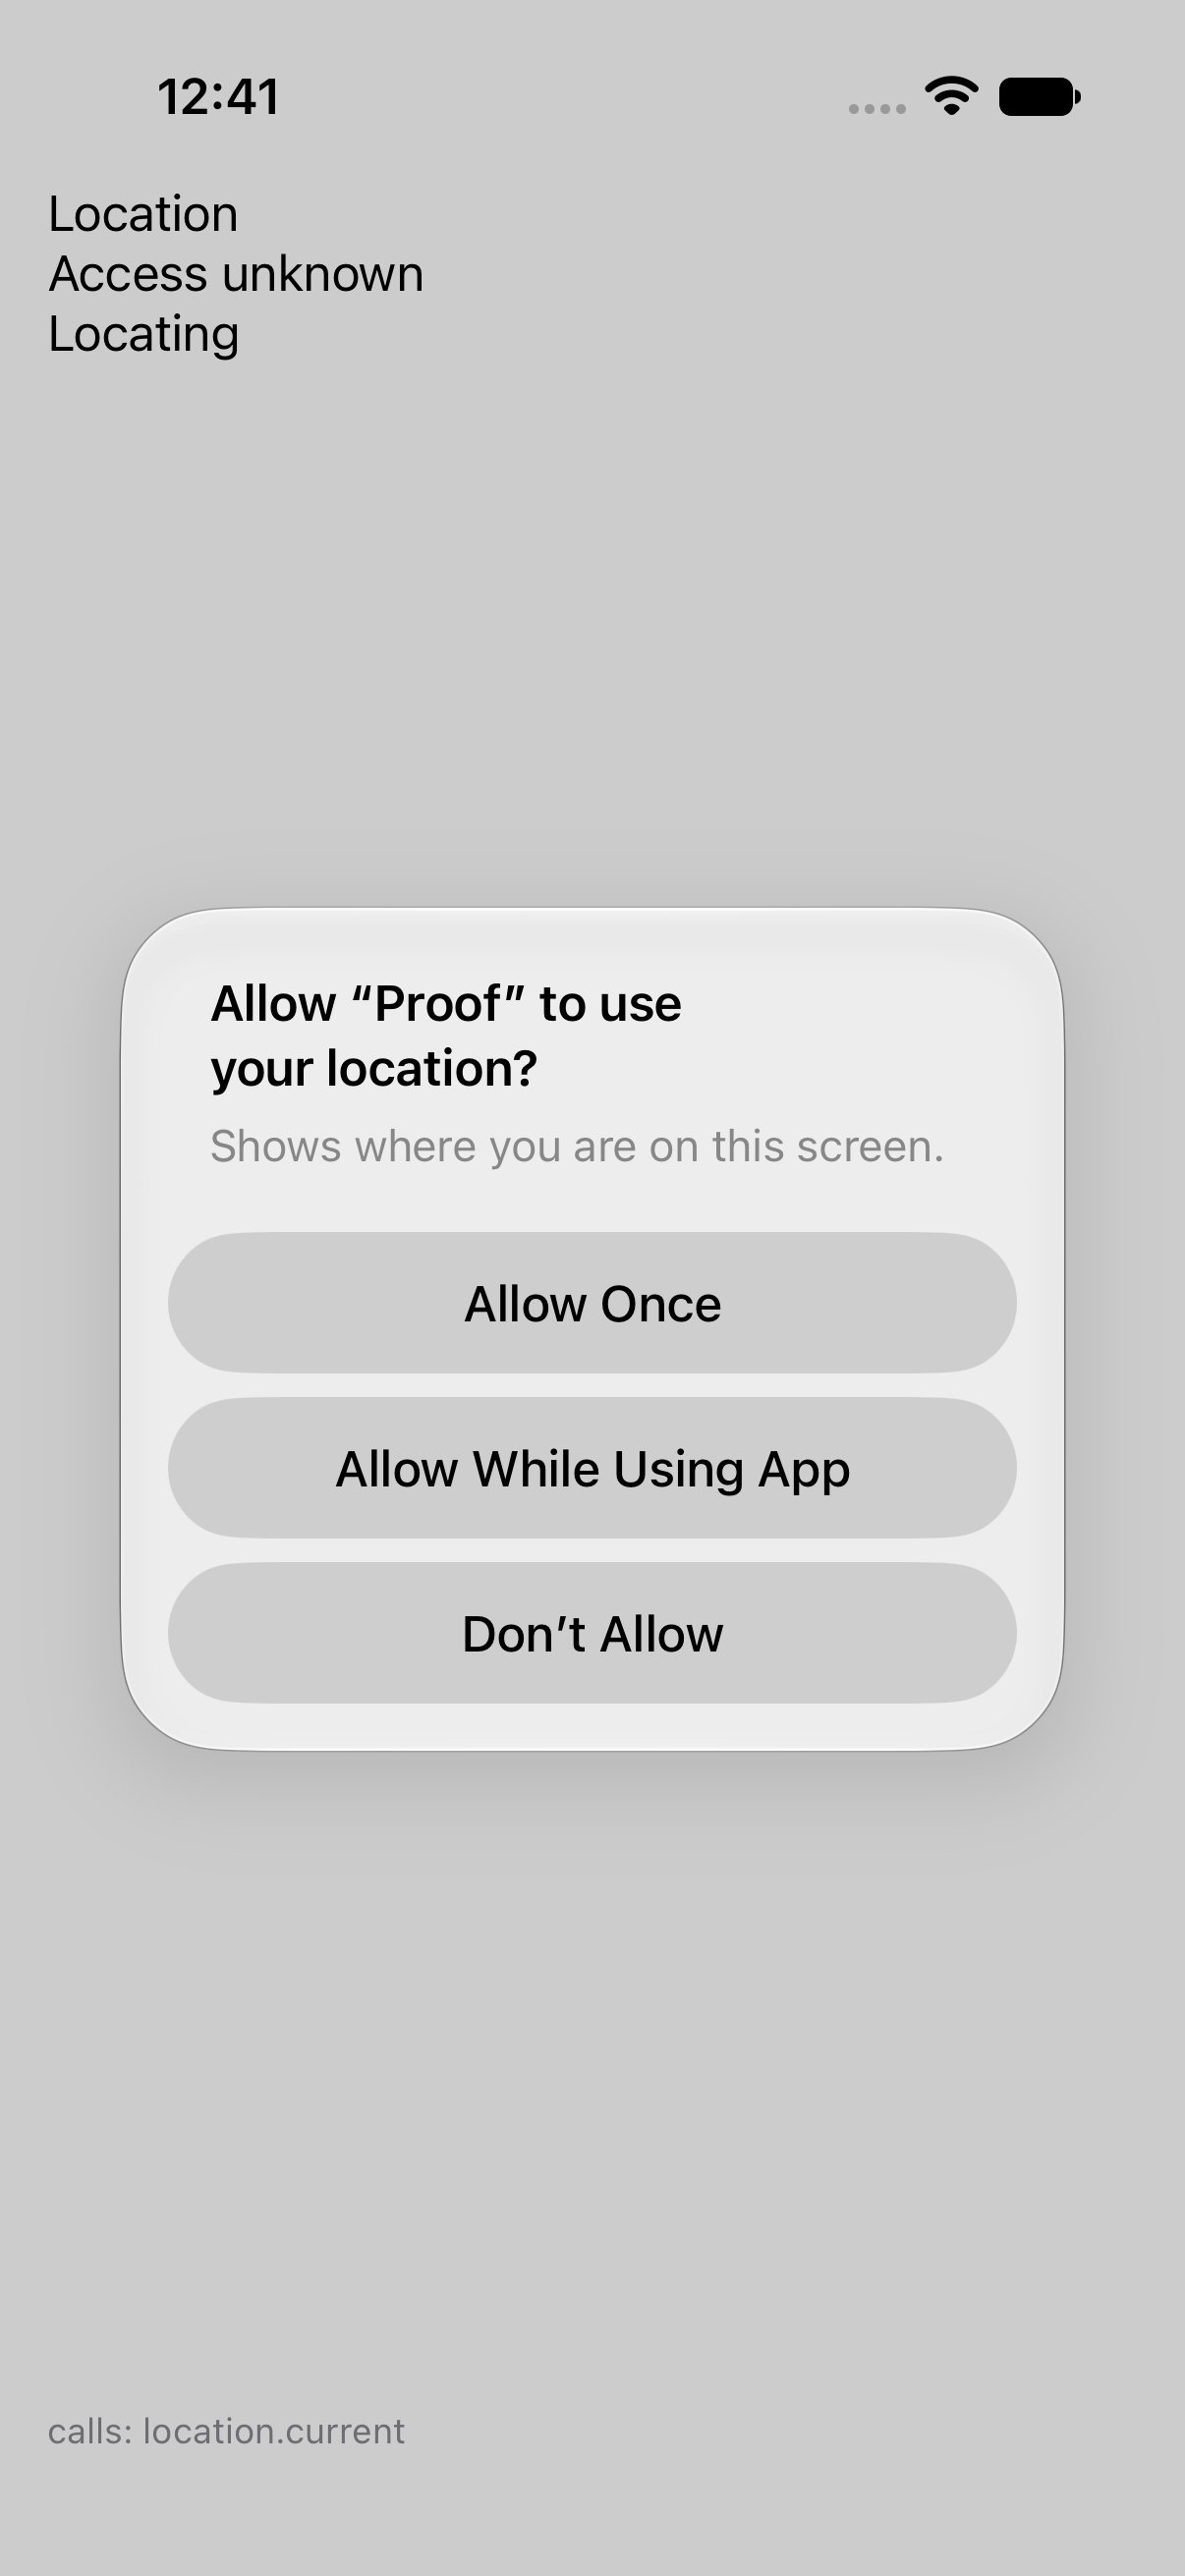 12:41
Location
Access unknown
Locating
Allow “Proof” to use
your location?
Shows where you are on this screen.
Allow Once
Allow While Using App
Don’t Allow
calls: location.current